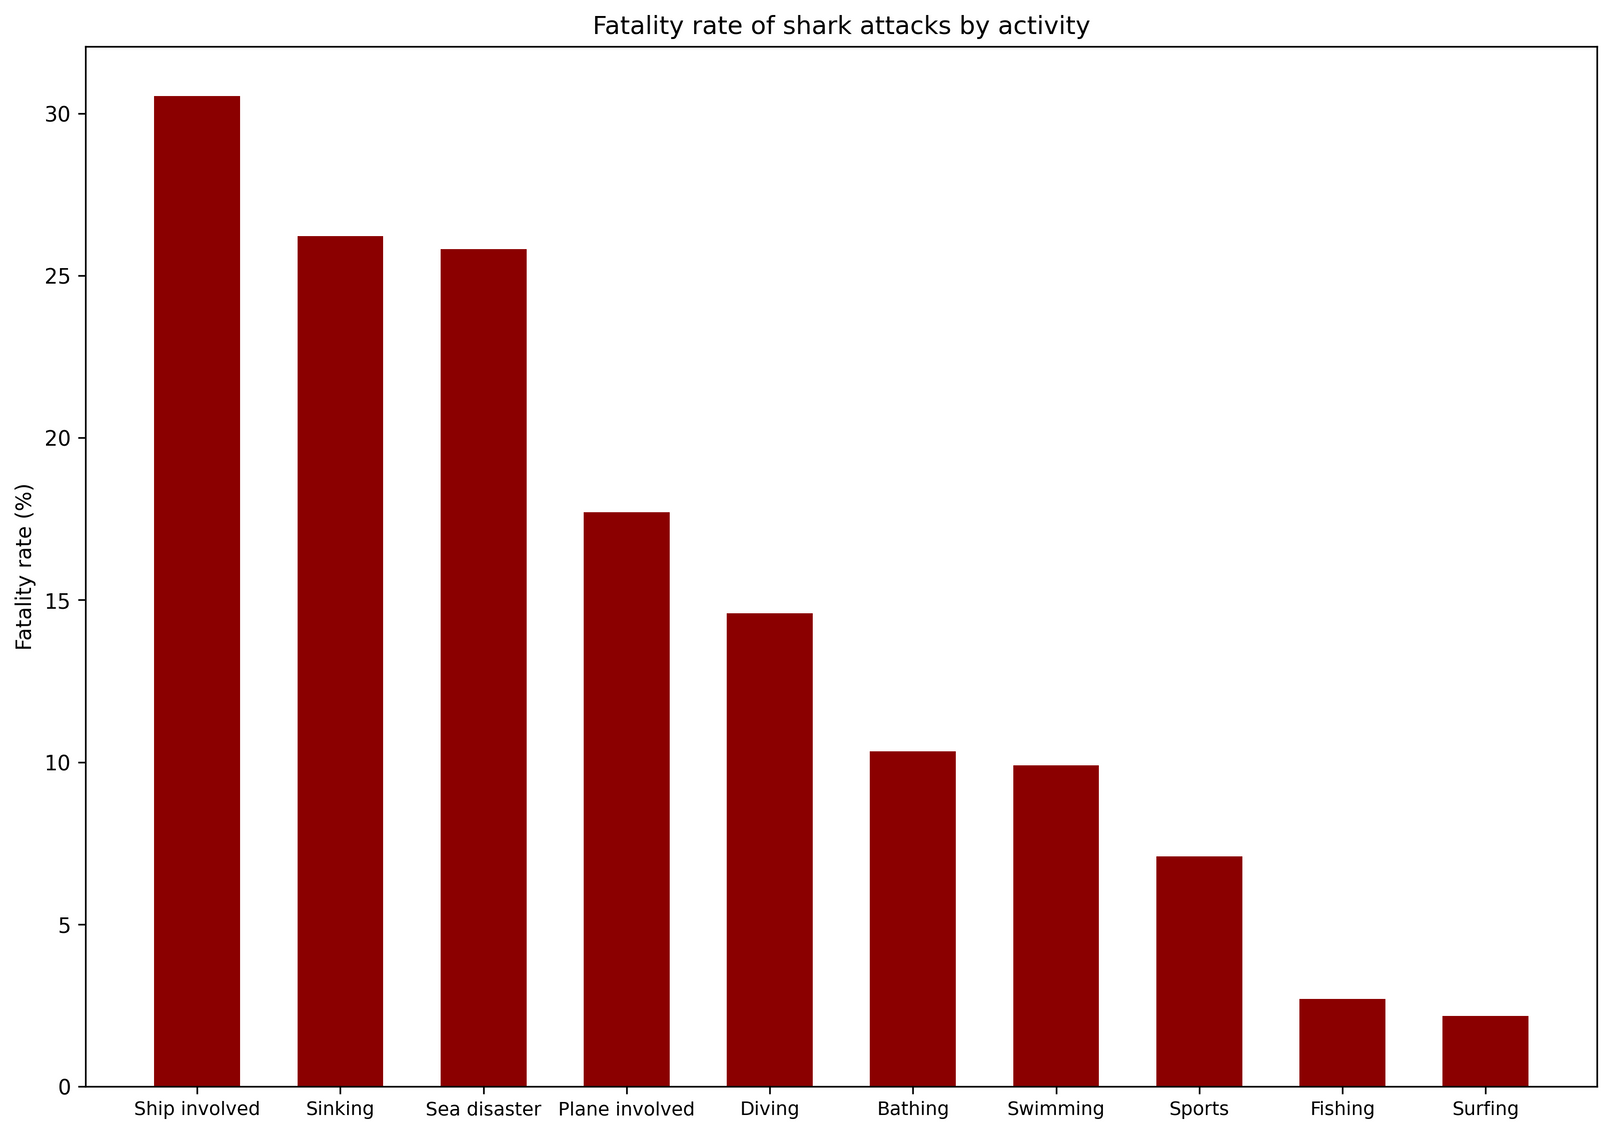 Fatality rate of shark attacks by activity
Fatality rate (%)
30
25
20
15
10
5
0
Ship involved Sinking Sea disaster Plane involved Diving Bathing Swimming Sports Fishing Surfing